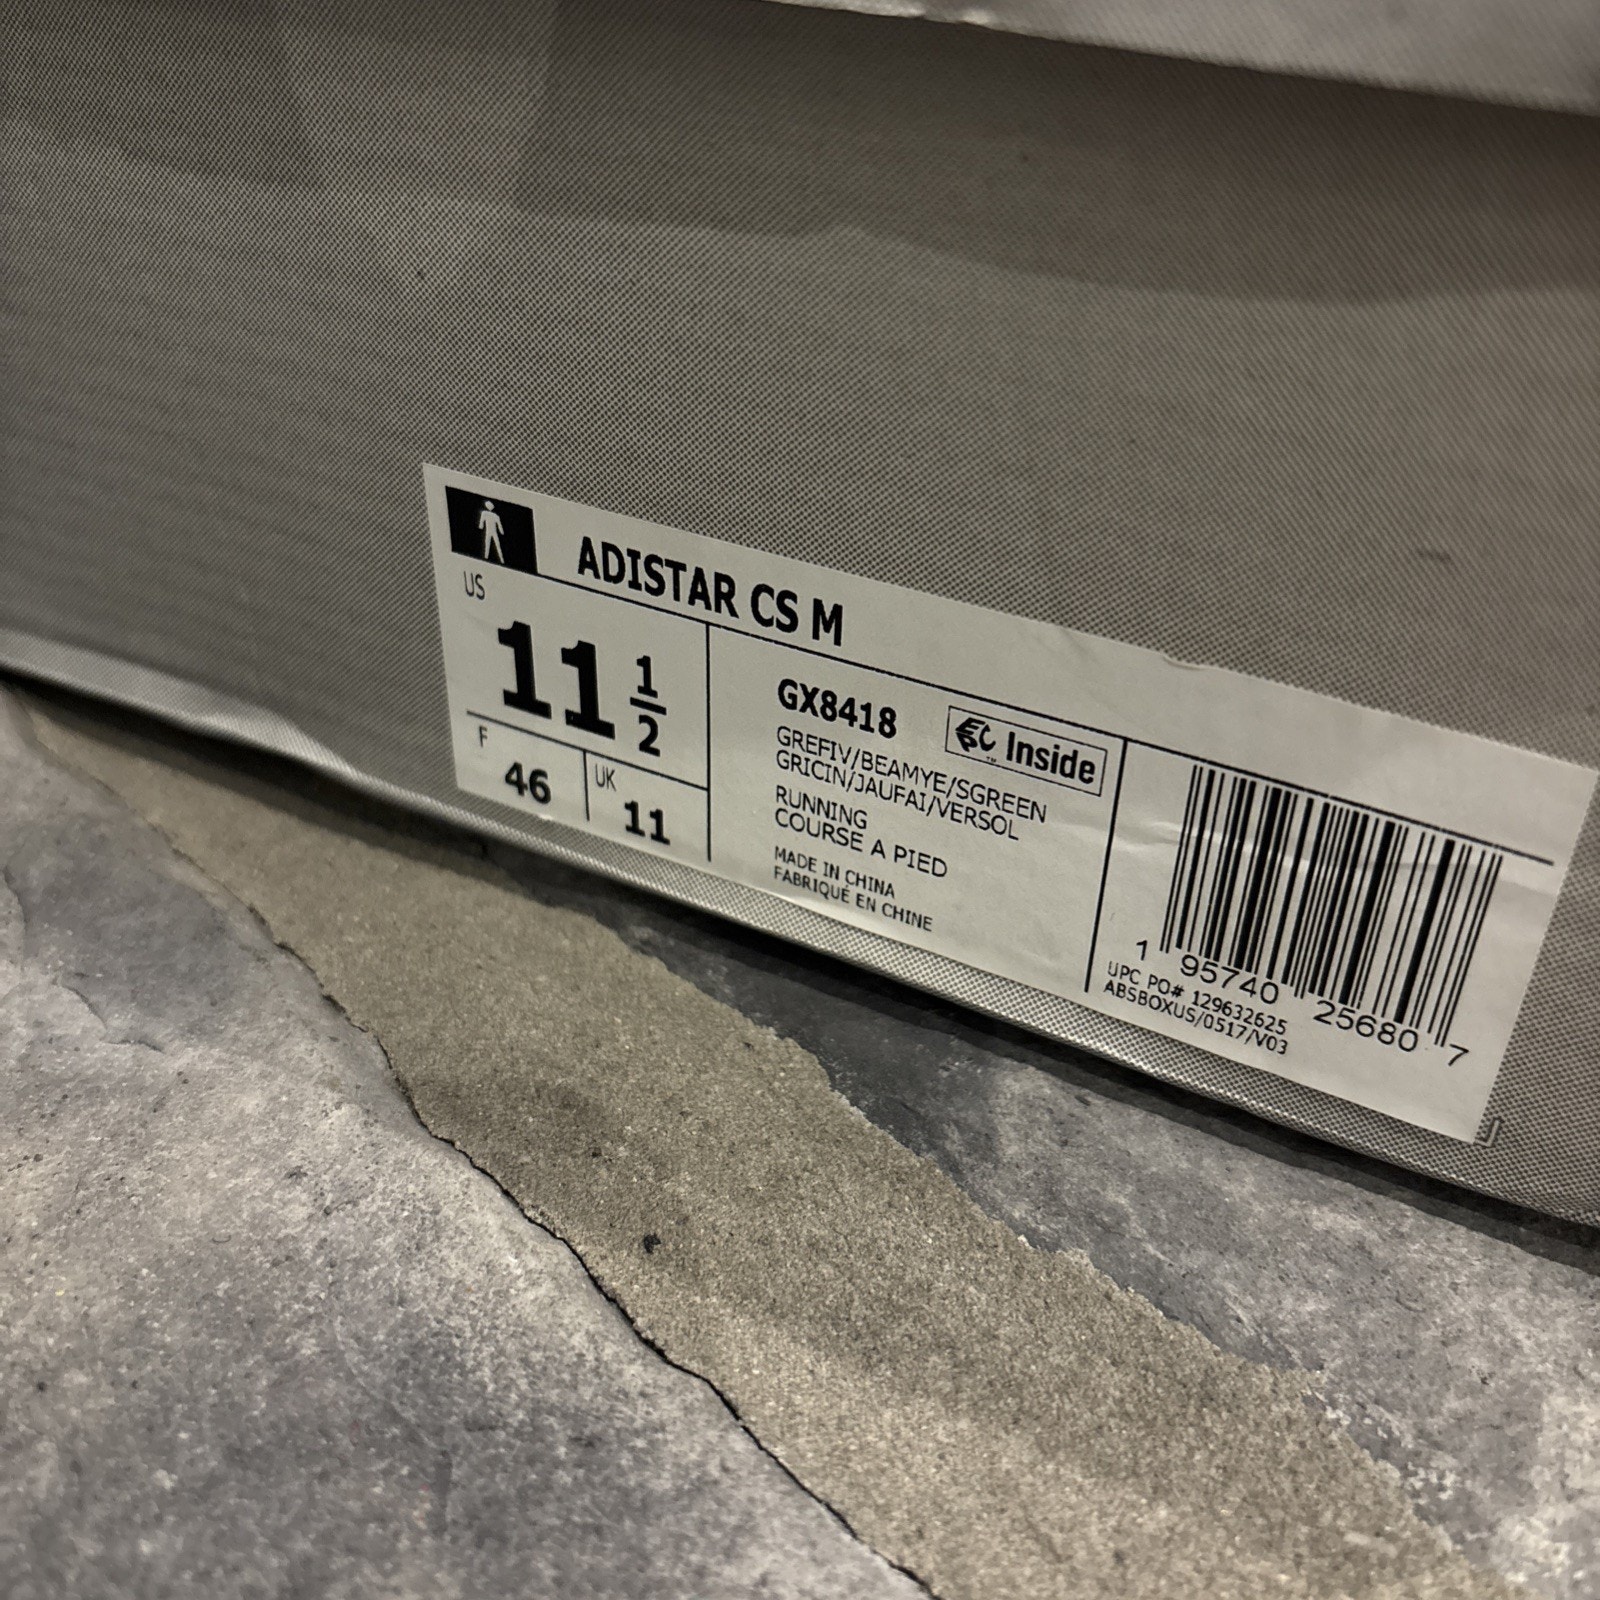 ADISTAR CS M
US
11 1/2
F
46
UK
11
GX8418
EPC Inside
GREFIV/BEAMYE/SGREEN
GRICIN/JAUFAI/VERSOL
RUNNING
COURSE A PIED
MADE IN CHINA
FABRIQUÉ EN CHINE
1 95740 25680 7
UPC PO# 129632625
ABSBOXUS/0517/V03